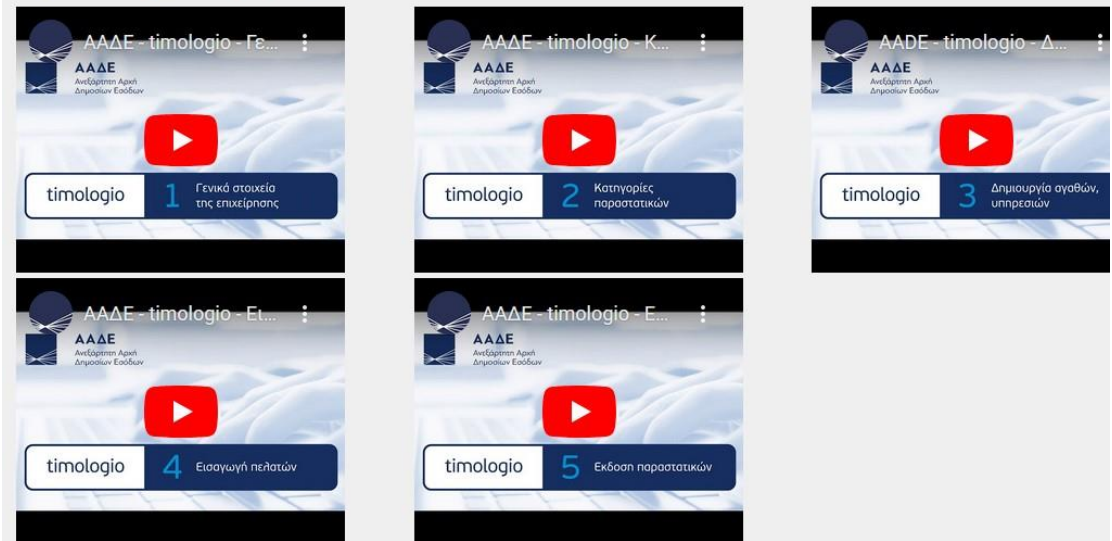 ΑΑΔΕ - timologio - Γε...
ΑΑΔΕ
Ανεξάρτητη Αρχή
Δημοσίων Εσόδων
timologio 1 Γενικά στοιχεία
της επιχείρησης
ΑΑΔΕ - timologio - Κ...
ΑΑΔΕ
Ανεξάρτητη Αρχή
Δημοσίων Εσόδων
timologio 2 Κατηγορίες
παραστατικών
AADE - timologio - Δ...
ΑΑΔΕ
Ανεξάρτητη Αρχή
Δημοσίων Εσόδων
timologio 3 Δημιουργία αγαθών,
υπηρεσιών
ΑΑΔΕ - timologio - Ει...
ΑΑΔΕ
Ανεξάρτητη Αρχή
Δημοσίων Εσόδων
timologio 4 Εισαγωγή πελατών
ΑΑΔΕ - timologio - Ε...
ΑΑΔΕ
Ανεξάρτητη Αρχή
Δημοσίων Εσόδων
timologio 5 Εκδοση παραστατικών